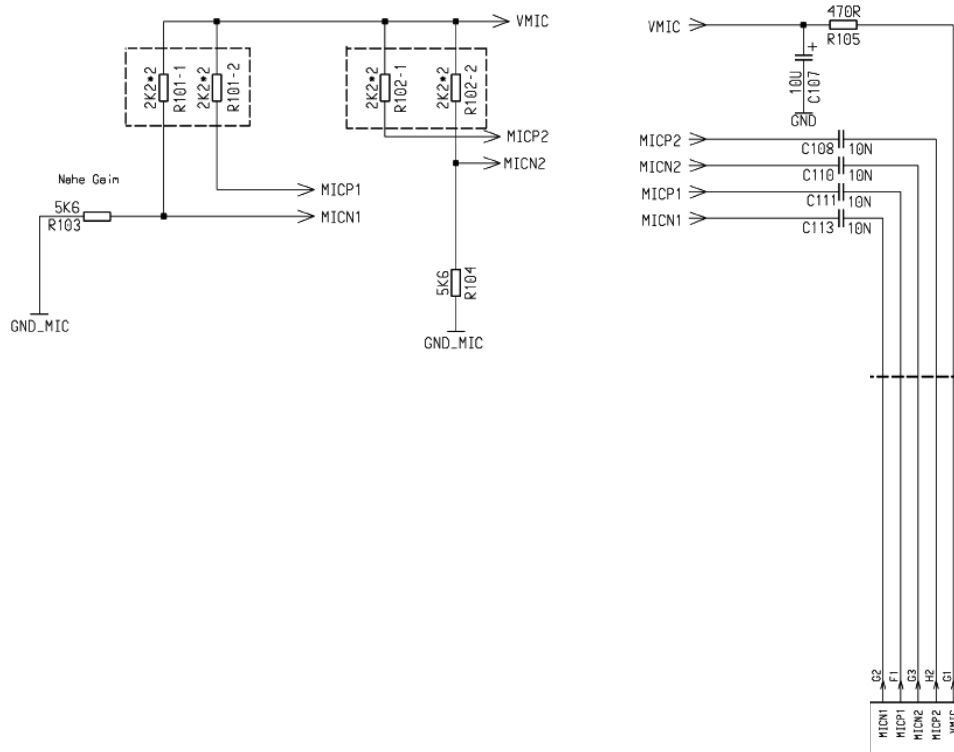 VMIC
2K2*2
R101-1
2K2*2
R101-2
2K2*2
R102-1
2K2*2
R102-2
MICP2
MICN2
Nahe Gaim
MICP1
5K6
R103
MICN1
GND_MIC
5K6
R104
GND_MIC
VMIC
470R
R105
+
10U
C107
GND
MICP2
C108
10N
MICN2
C110
10N
MICP1
C111
10N
MICN1
C113
10N
G2
F1
G3
H2
G1
MICN1
MICP1
MICN2
MICP2
VMIC